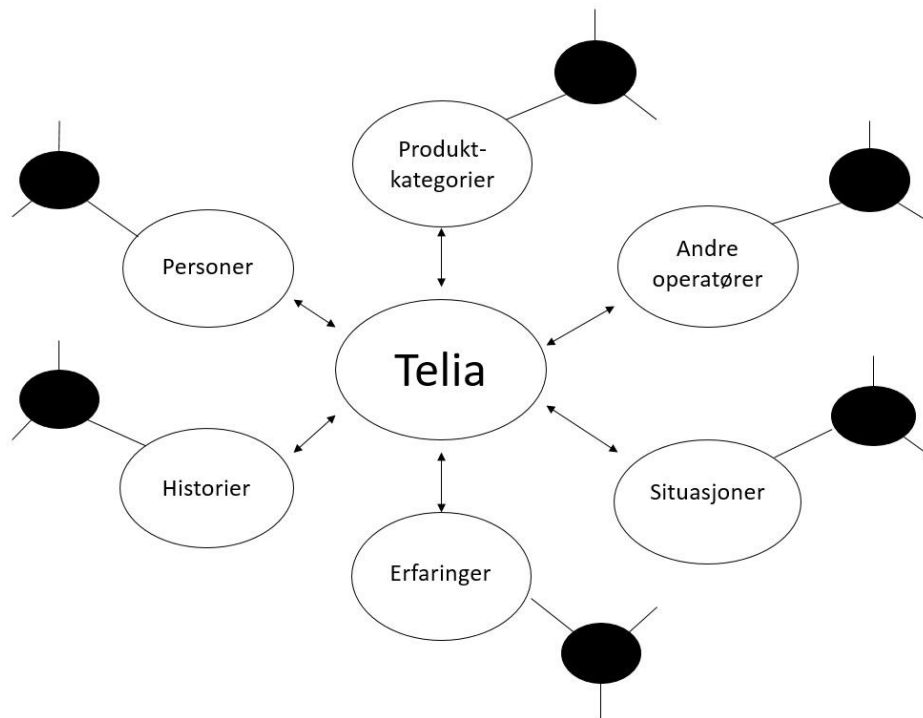 Produkt-
kategorier
Personer
Andre
operatører
Telia
Historier
Situasjoner
Erfaringer